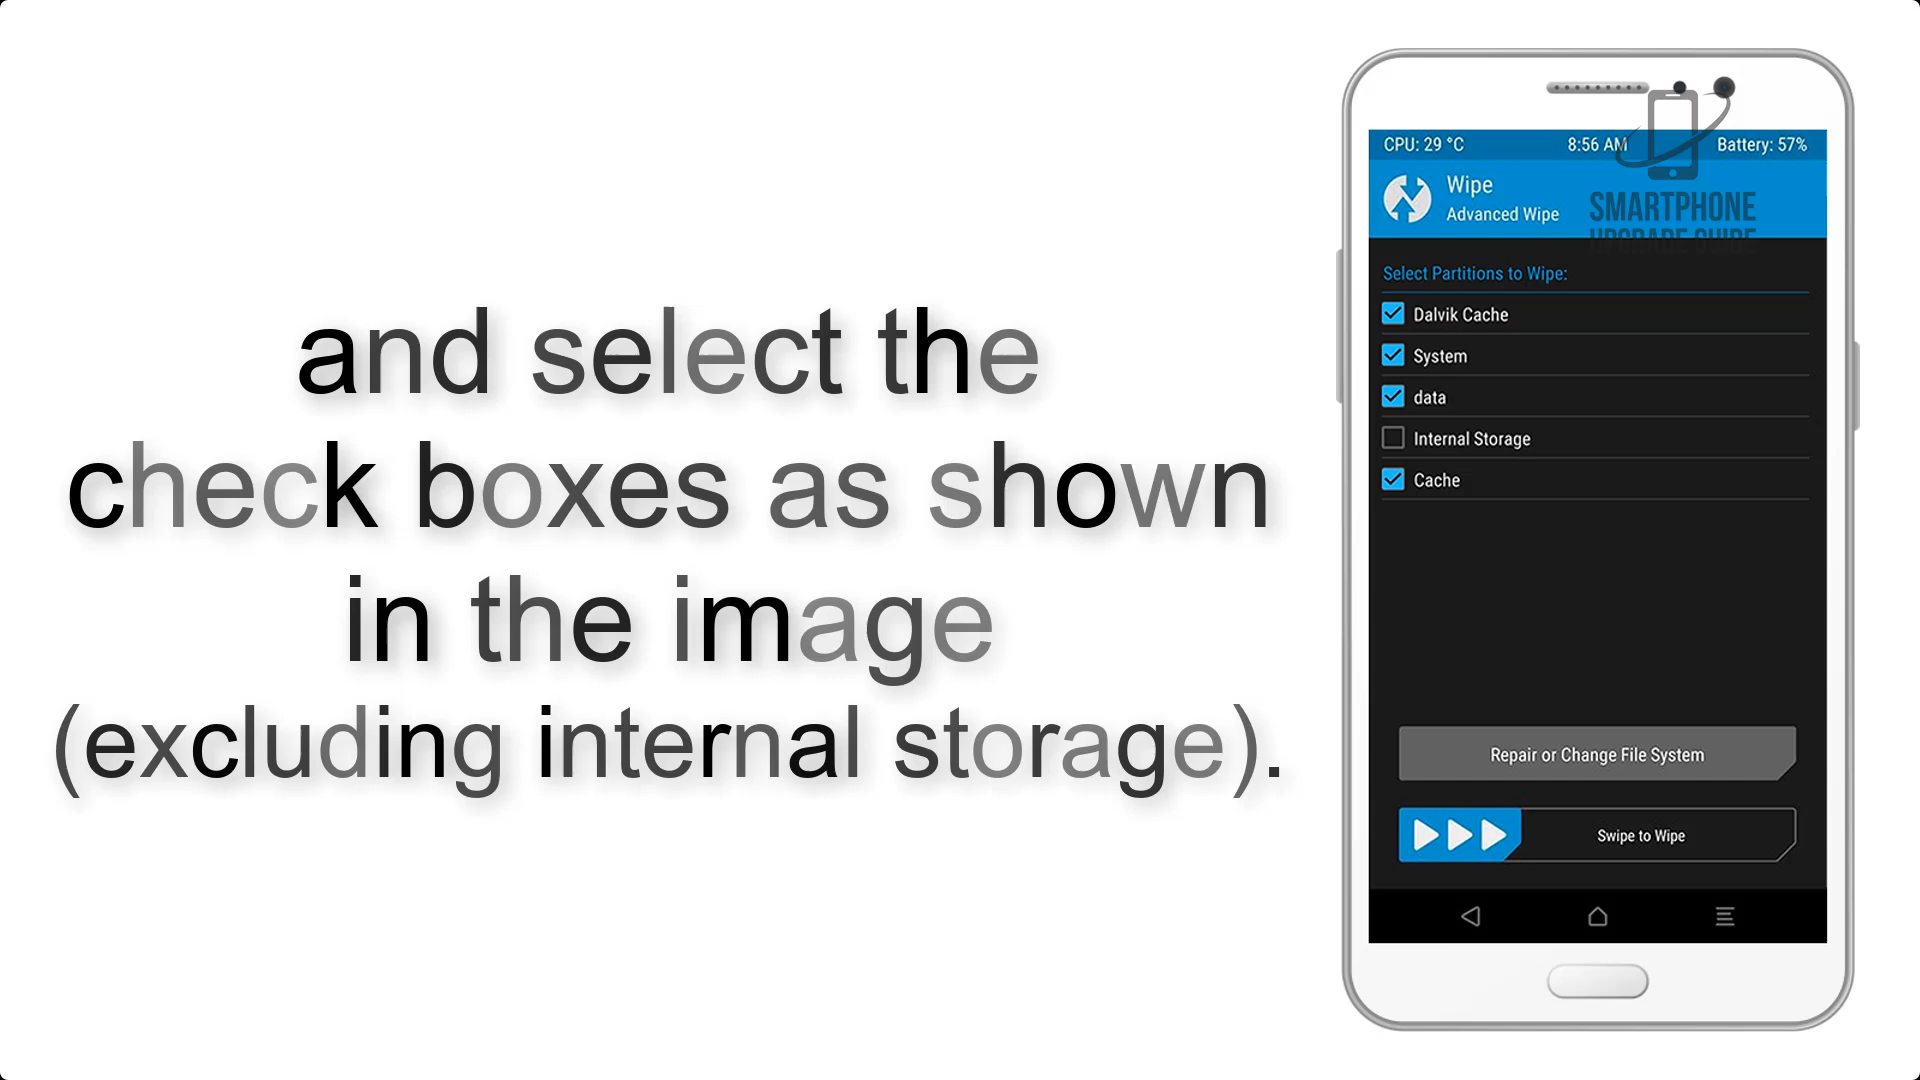 and select the
check boxes as shown
in the image
(excluding internal storage).
CPU: 29 °C 8:56 AM Battery: 57%
Wipe
Advanced Wipe
SMARTPHONE
UPGRADE GUIDE
Select Partitions to Wipe:
Dalvik Cache
System
data
Internal Storage
Cache
Repair or Change File System
Swipe to Wipe